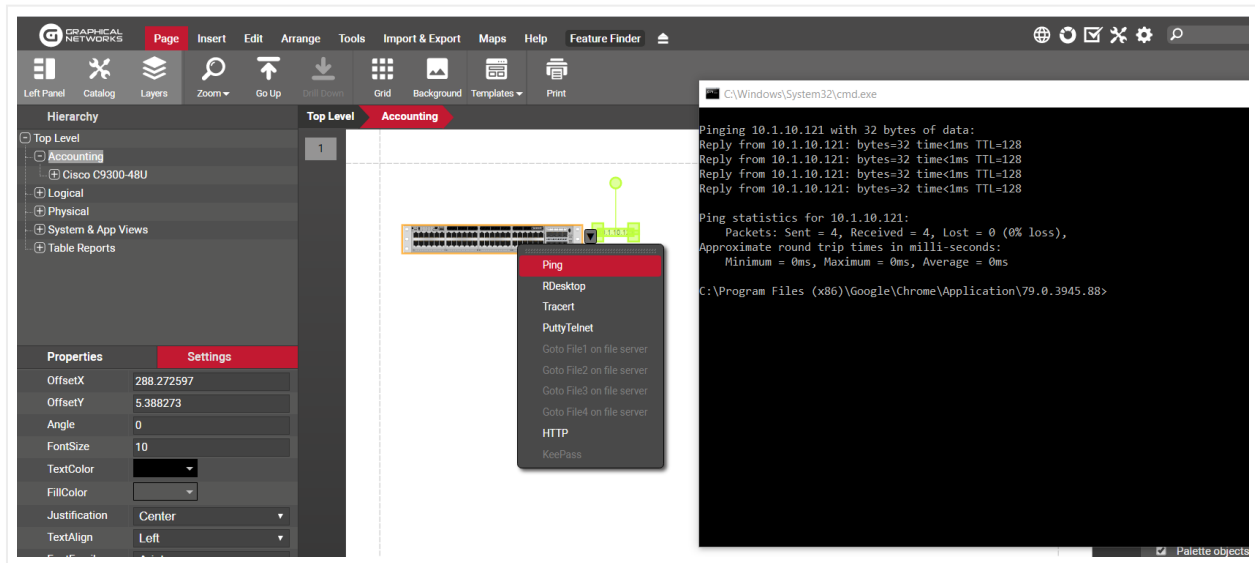 GRAPHICAL
NETWORKS
Page Insert Edit Arrange Tools Import & Export Maps Help Feature Finder
Left Panel Catalog Layers Zoom Go Up Drill Down Grid Background Templates Print
Hierarchy
Top Level
Accounting
Cisco C9300-48U
Logical
Physical
System & App Views
Table Reports
Properties Settings
OffsetX 288.272597
OffsetY 5.388273
Angle 0
FontSize 10
TextColor
FillColor
Justification Center
TextAlign Left
Top Level Accounting
1
Ping
RDesktop
Tracert
PuttyTelnet
Goto File1 on file server
Goto File2 on file server
Goto File3 on file server
Goto File4 on file server
HTTP
KeePass
C:\Windows\System32\cmd.exe
Pinging 10.1.10.121 with 32 bytes of data:
Reply from 10.1.10.121: bytes=32 time<1ms TTL=128
Reply from 10.1.10.121: bytes=32 time<1ms TTL=128
Reply from 10.1.10.121: bytes=32 time<1ms TTL=128
Reply from 10.1.10.121: bytes=32 time<1ms TTL=128
Ping statistics for 10.1.10.121:
Packets: Sent = 4, Received = 4, Lost = 0 (0% loss),
Approximate round trip times in milli-seconds:
Minimum = 0ms, Maximum = 0ms, Average = 0ms
C:\Program Files (x86)\Google\Chrome\Application\79.0.3945.88>
Palette objects